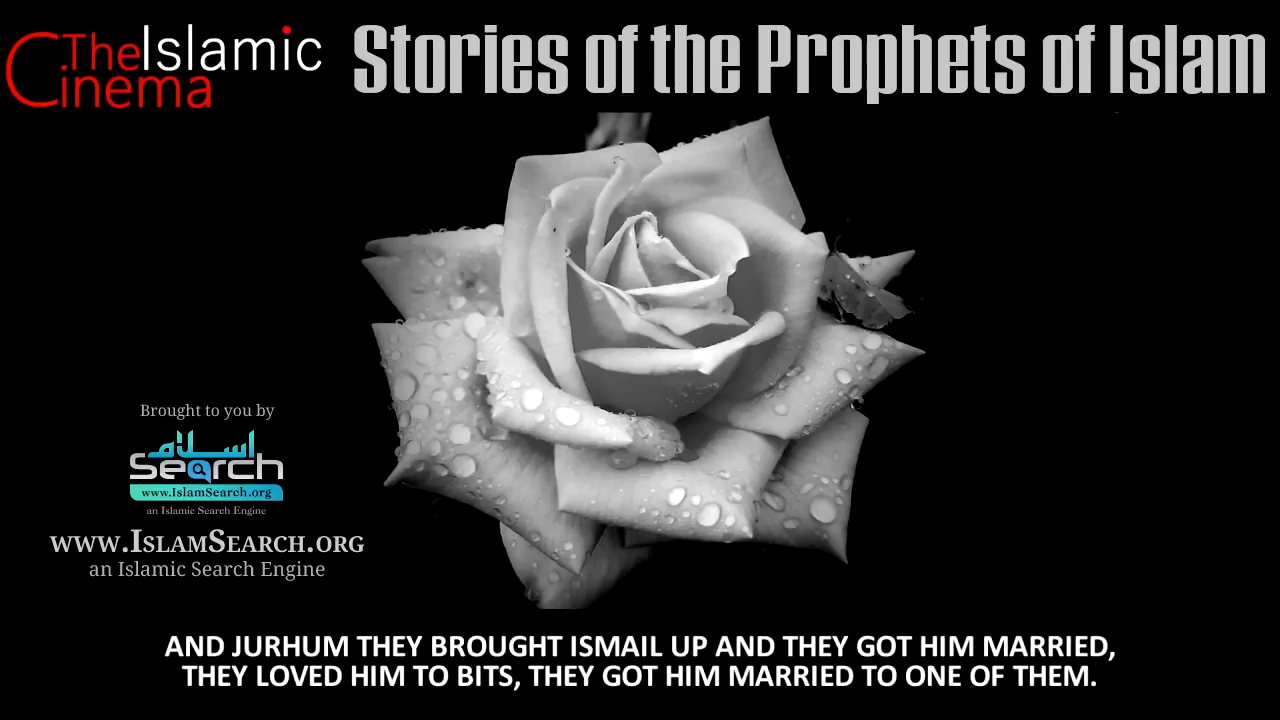 The Islamic
Cinema
Stories of the Prophets of Islam
Brought to you by
اسلام
Search
www.IslamSearch.org
an Islamic Search Engine
WWW.ISLAMSEARCH.ORG
an Islamic Search Engine
AND JURHUM THEY BROUGHT ISMAIL UP AND THEY GOT HIM MARRIED,
THEY LOVED HIM TO BITS, THEY GOT HIM MARRIED TO ONE OF THEM.